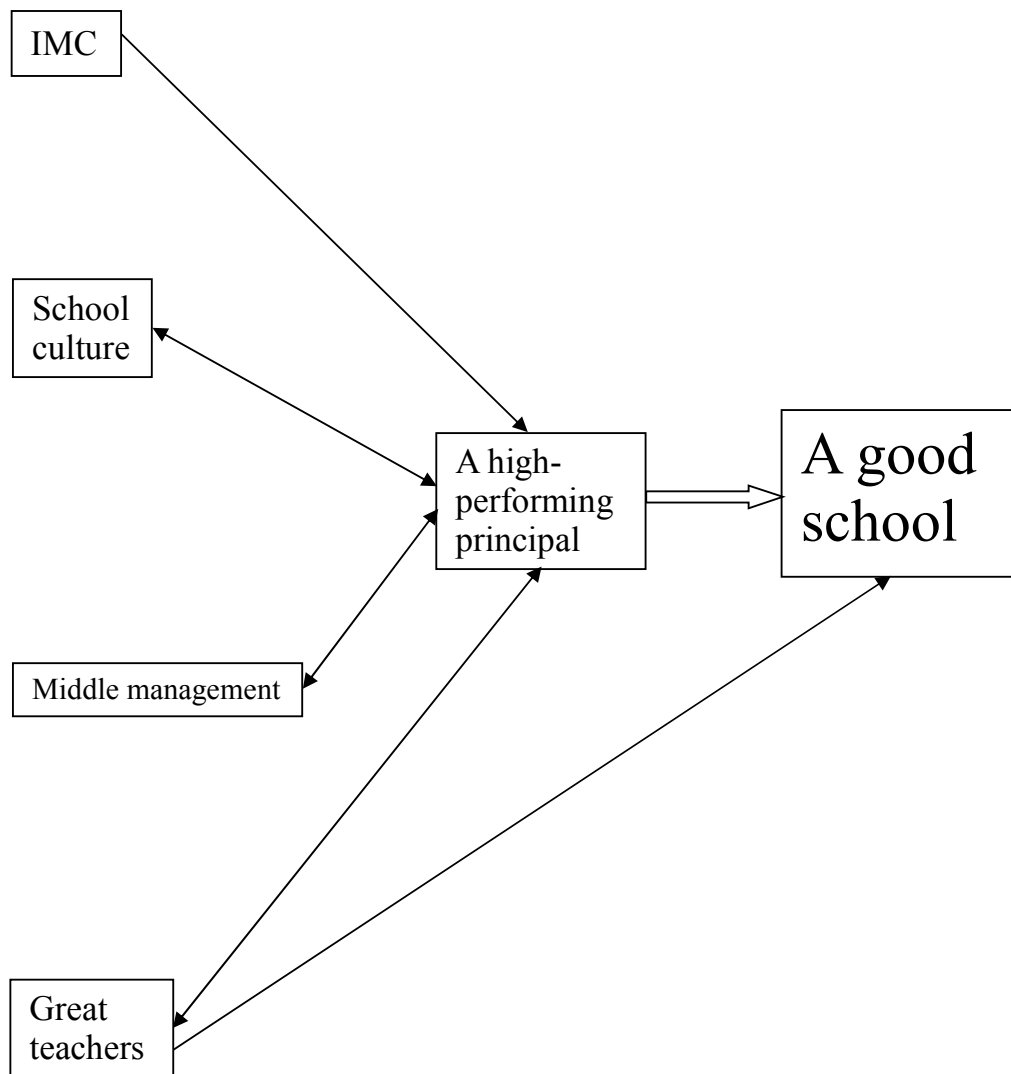 IMC
School
culture
A high-
performing
principal
A good
school
Middle management
Great
teachers